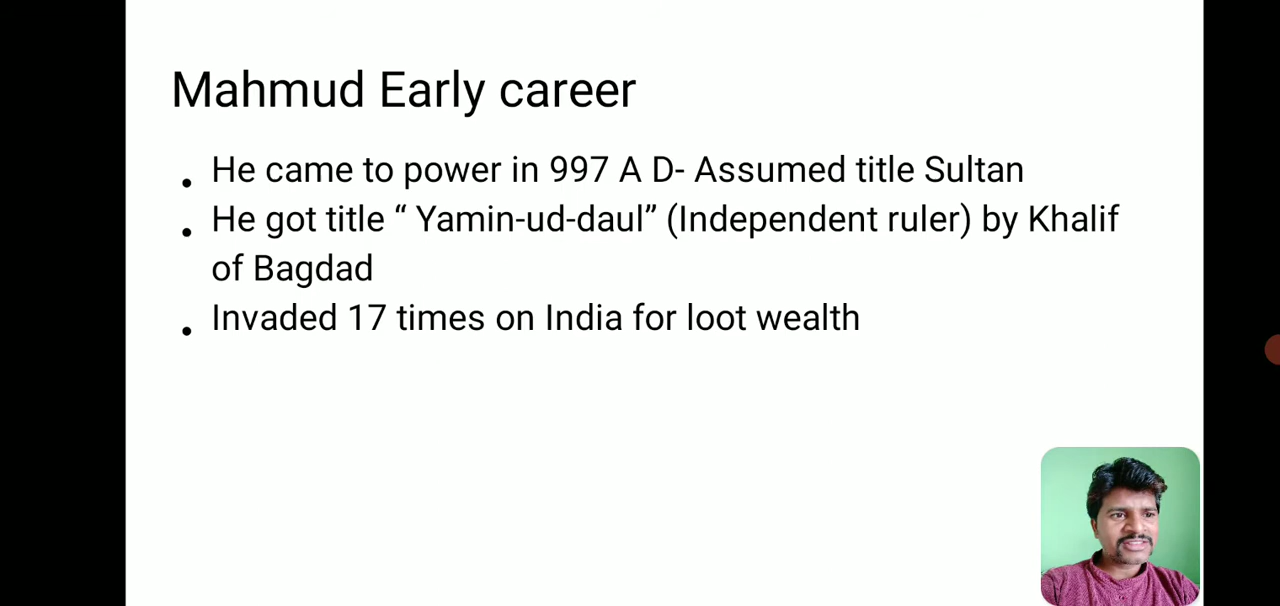 Mahmud Early career
• He came to power in 997 A D- Assumed title Sultan
• He got title “ Yamin-ud-daul” (Independent ruler) by Khalif
of Bagdad
• Invaded 17 times on India for loot wealth